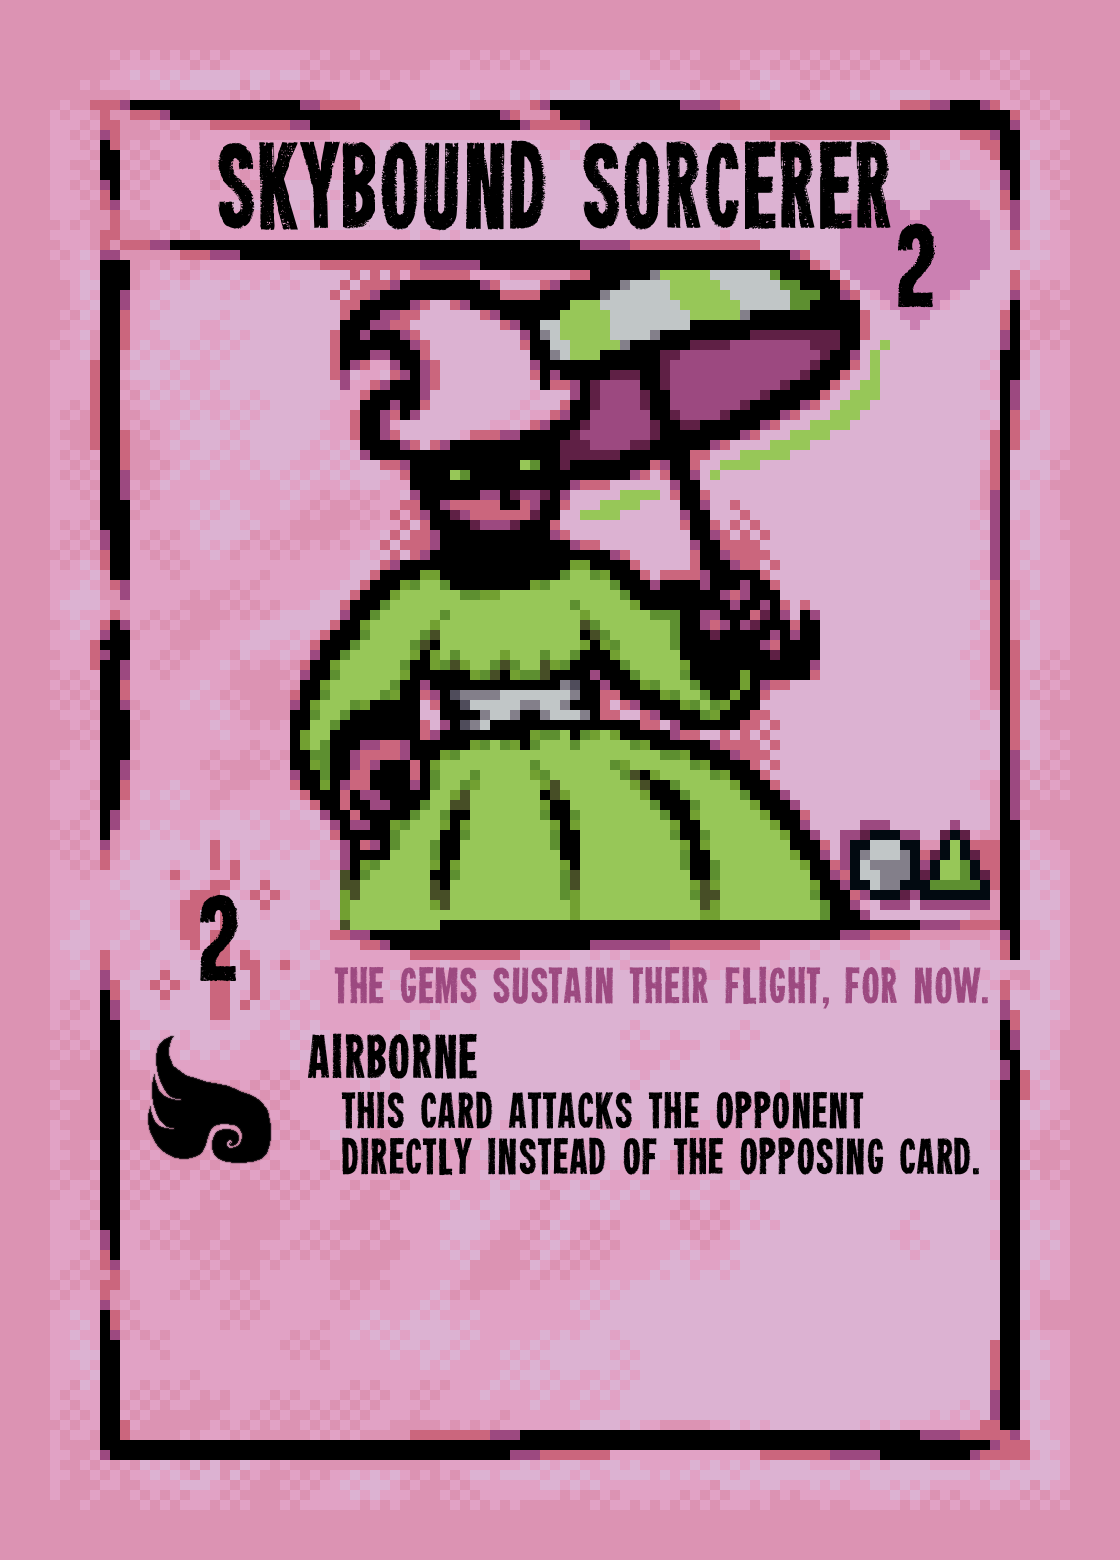 SKYBOUND SORCERER
2
2
THE GEMS SUSTAIN THEIR FLIGHT, FOR NOW.
AIRBORNE
THIS CARD ATTACKS THE OPPONENT
DIRECTLY INSTEAD OF THE OPPOSING CARD.